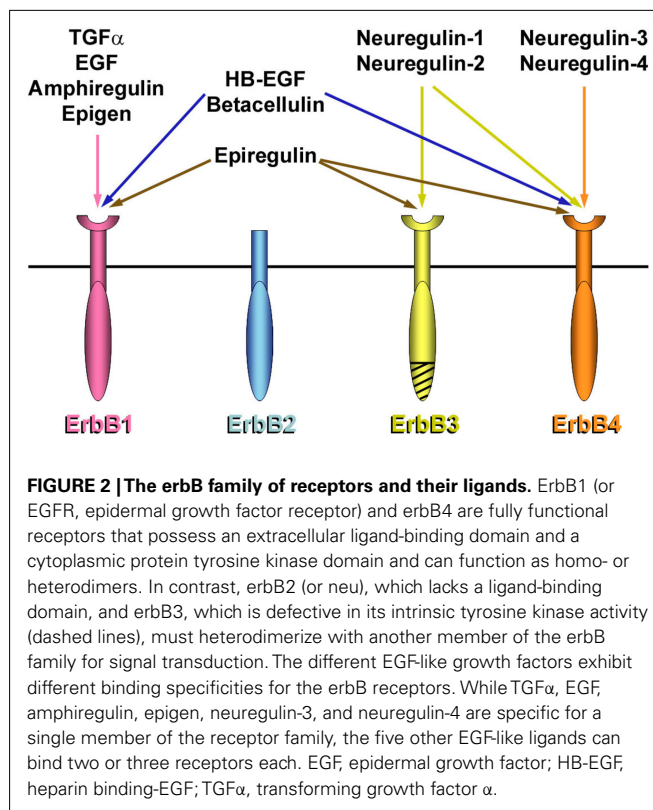 TGFα
EGF
Amphiregulin
Epigen
HB-EGF
Betacellulin
Epiregulin
Neuregulin-1
Neuregulin-2
Neuregulin-3
Neuregulin-4
ErbB1
ErbB2
ErbB3
ErbB4
FIGURE 2 | The erbB family of receptors and their ligands. ErbB1 (or
EGFR, epidermal growth factor receptor) and erbB4 are fully functional
receptors that possess an extracellular ligand-binding domain and a
cytoplasmic protein tyrosine kinase domain and can function as homo- or
heterodimers. In contrast, erbB2 (or neu), which lacks a ligand-binding
domain, and erbB3, which is defective in its intrinsic tyrosine kinase activity
(dashed lines), must heterodimerize with another member of the erbB
family for signal transduction. The different EGF-like growth factors exhibit
different binding specificities for the erbB receptors. While TGFα, EGF,
amphiregulin, epigen, neuregulin-3, and neuregulin-4 are specific for a
single member of the receptor family, the five other EGF-like ligands can
bind two or three receptors each. EGF, epidermal growth factor; HB-EGF,
heparin binding-EGF; TGFα, transforming growth factor α.